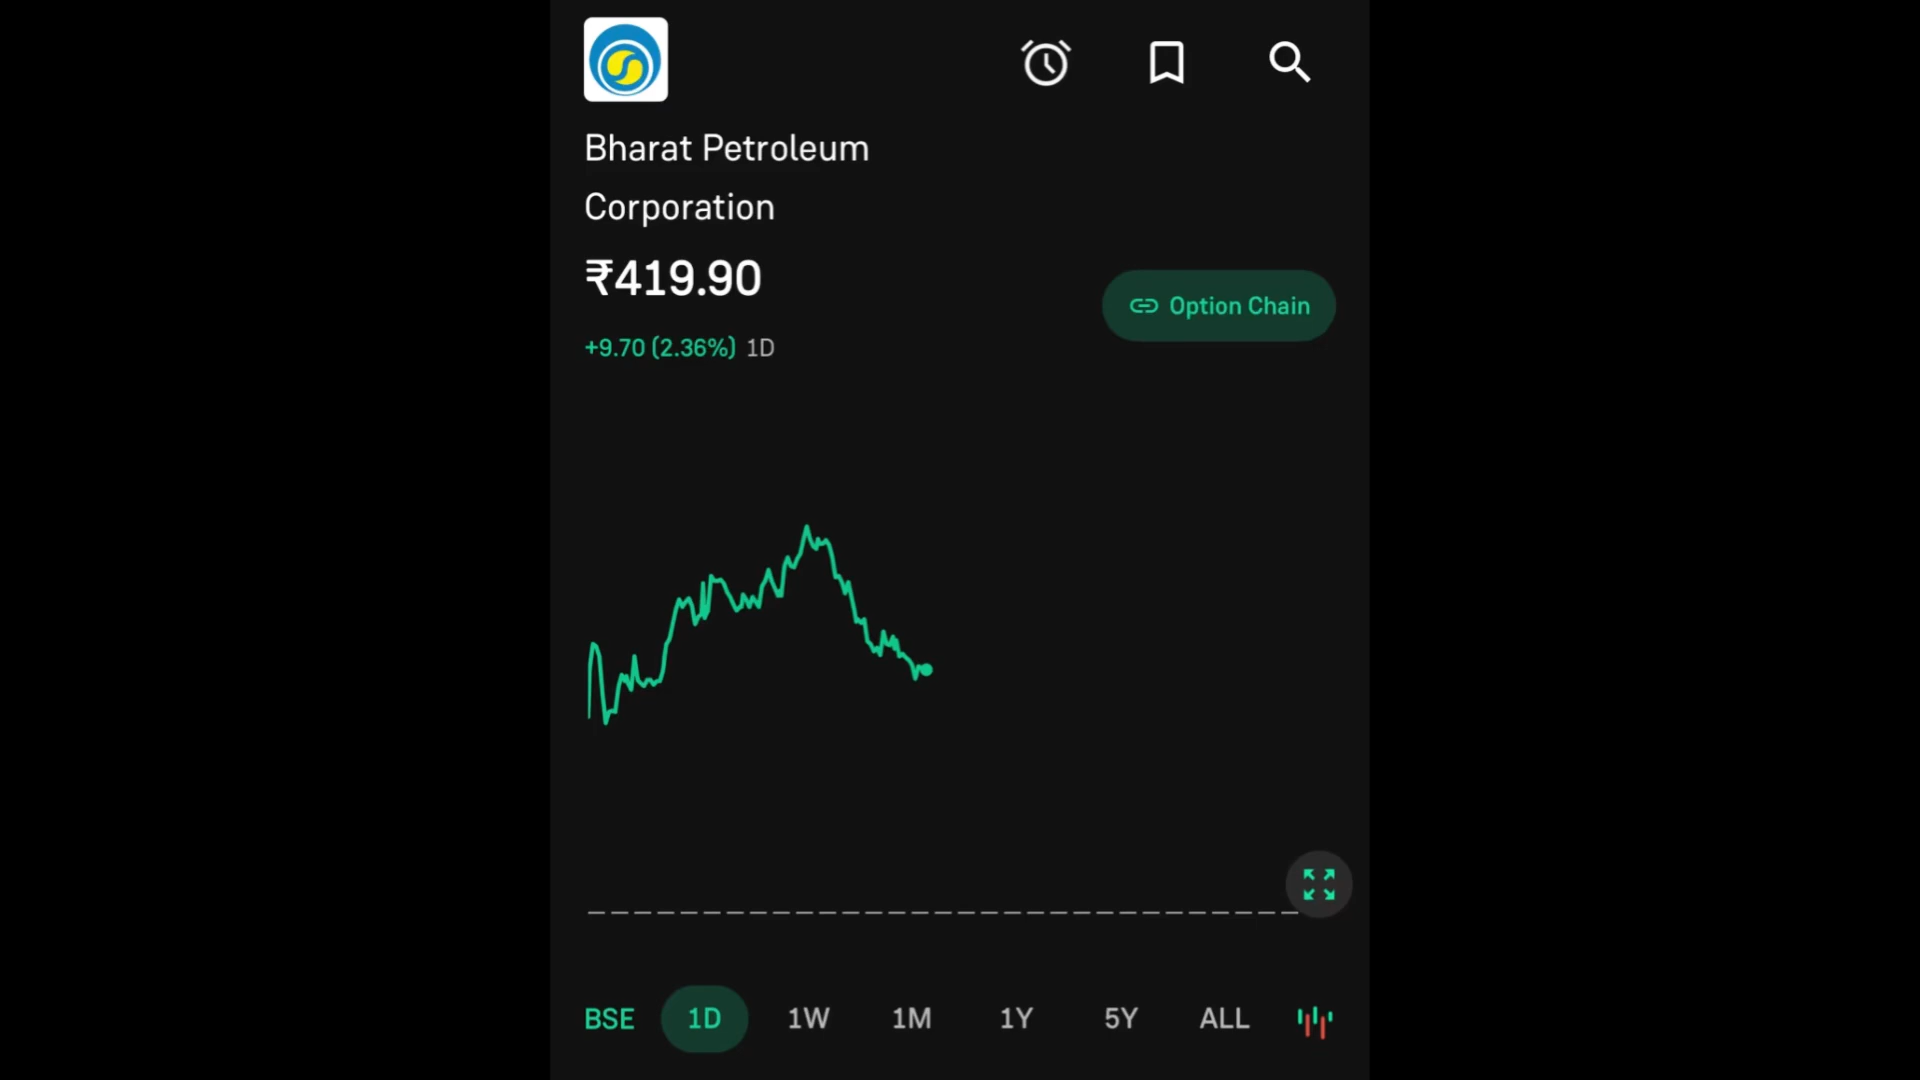 Bharat Petroleum
Corporation
₹419.90
Option Chain
+9.70 (2.36%) 1D
BSE 1D 1W 1M 1Y 5Y ALL